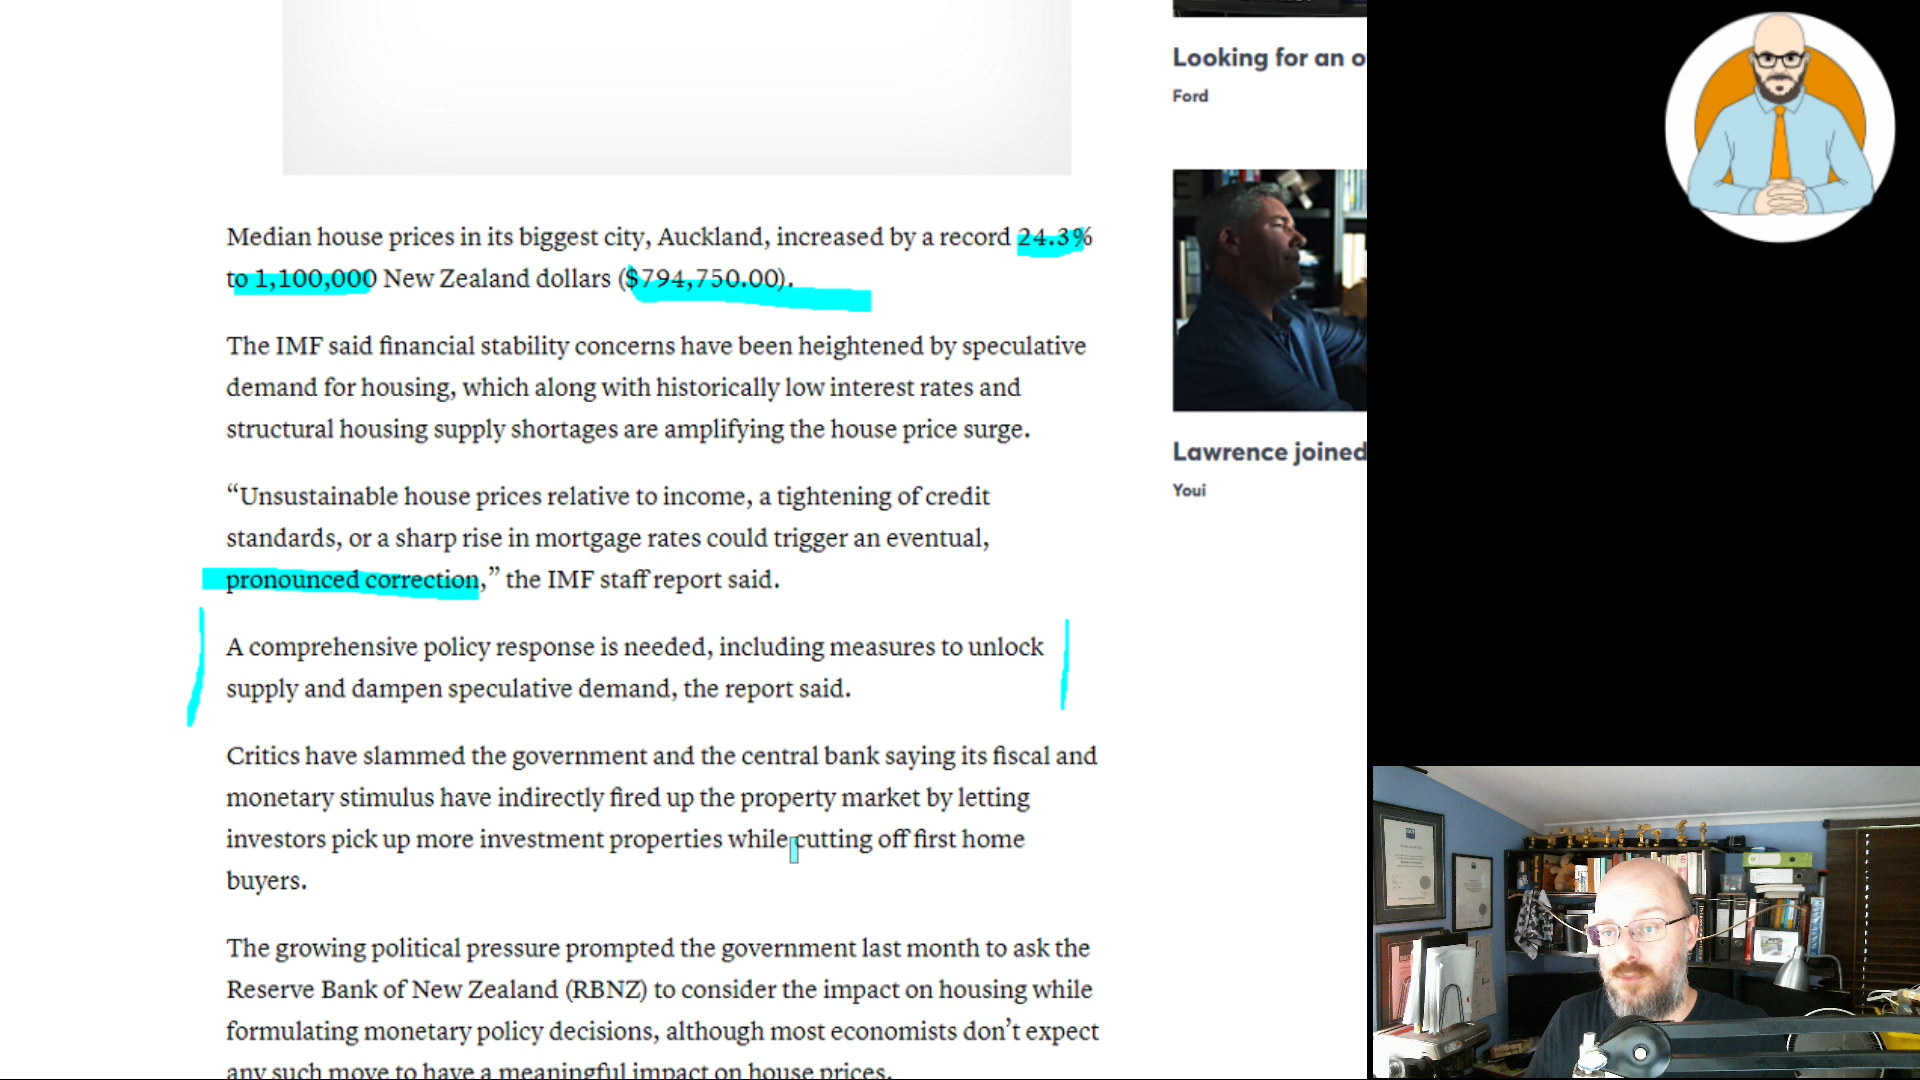 Median house prices in its biggest city, Auckland, increased by a record 24.3%
to 1,100,000 New Zealand dollars ($794,750.00).
The IMF said financial stability concerns have been heightened by speculative
demand for housing, which along with historically low interest rates and
structural housing supply shortages are amplifying the house price surge.
“Unsustainable house prices relative to income, a tightening of credit
standards, or a sharp rise in mortgage rates could trigger an eventual,
pronounced correction,” the IMF staff report said.
A comprehensive policy response is needed, including measures to unlock
supply and dampen speculative demand, the report said.
Critics have slammed the government and the central bank saying its fiscal and
monetary stimulus have indirectly fired up the property market by letting
investors pick up more investment properties while cutting off first home
buyers.
The growing political pressure prompted the government last month to ask the
Reserve Bank of New Zealand (RBNZ) to consider the impact on housing while
formulating monetary policy decisions, although most economists don’t expect
any such move to have a meaningful impact on house prices.
Looking for an o
Ford
Lawrence joined
Youi